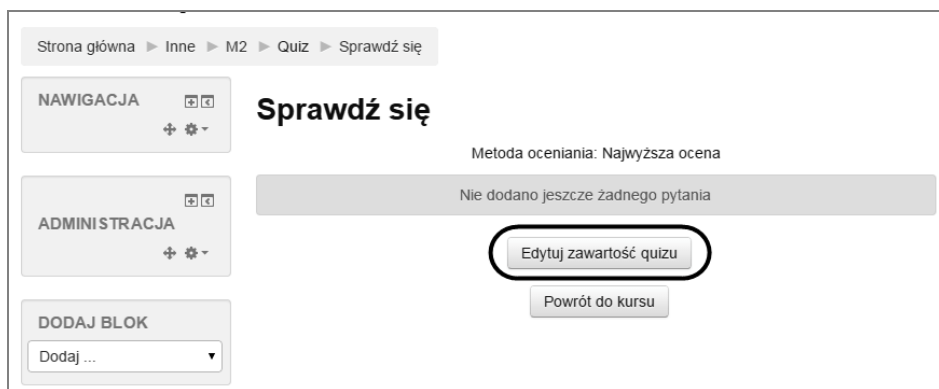 Strona główna ▶ Inne ▶ M2 ▶ Quiz ▶ Sprawdź się
NAWIGACJA
Sprawdź się
Metoda oceniania: Najwyższa ocena
Nie dodano jeszcze żadnego pytania
ADMINISTRACJA
Edytuj zawartość quizu
Powrót do kursu
DODAJ BLOK
Dodaj ...